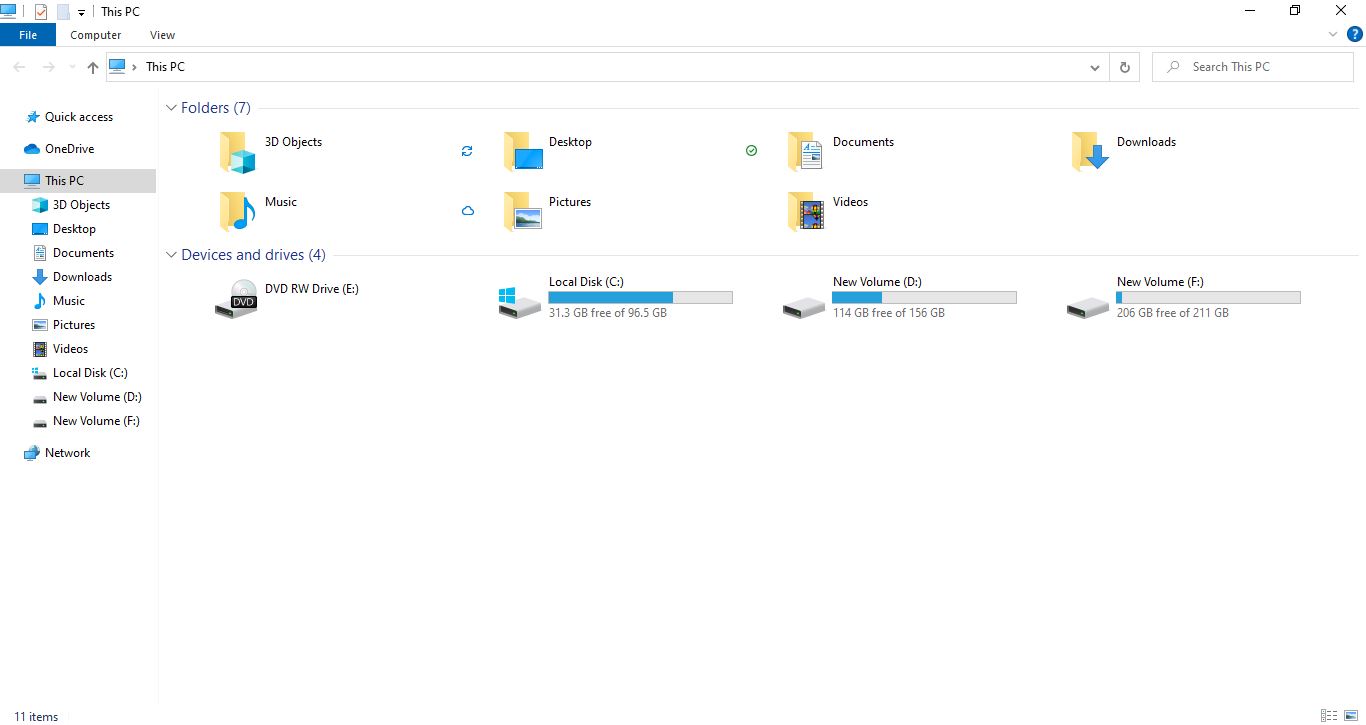 This PC
File Computer View
?
This PC
Search This PC
Quick access
OneDrive
This PC
3D Objects
Desktop
Documents
Downloads
Music
Pictures
Videos
Local Disk (C:)
New Volume (D:)
New Volume (F:)
Network
Folders (7)
3D Objects
Desktop
Documents
Downloads
Music
Pictures
Videos
Devices and drives (4)
DVD
DVD RW Drive (E:)
Local Disk (C:)
31.3 GB free of 96.5 GB
New Volume (D:)
114 GB free of 156 GB
New Volume (F:)
206 GB free of 211 GB
11 items